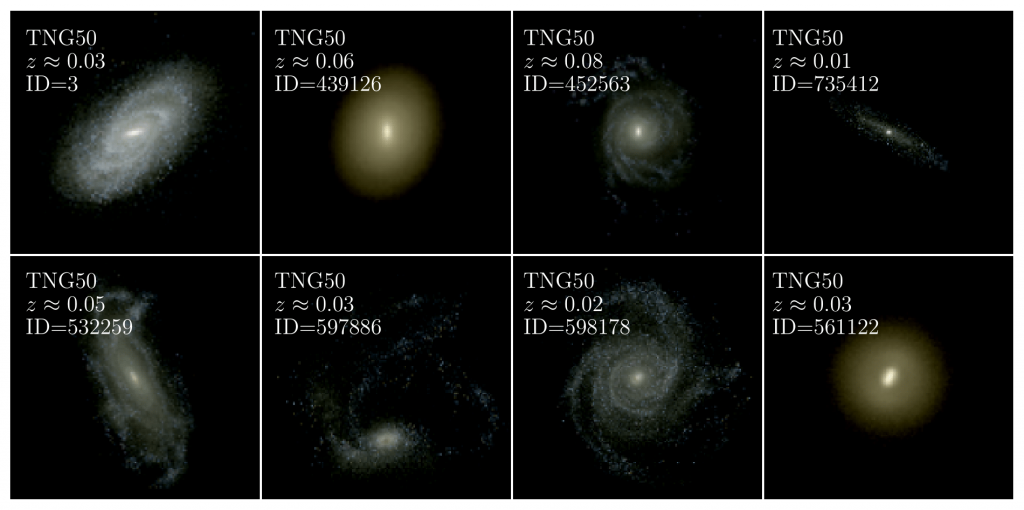 TNG50
z ≈ 0.03
ID=3
TNG50
z ≈ 0.06
ID=439126
TNG50
z ≈ 0.08
ID=452563
TNG50
z ≈ 0.01
ID=735412
TNG50
z ≈ 0.05
ID=532259
TNG50
z ≈ 0.03
ID=597886
TNG50
z ≈ 0.02
ID=598178
TNG50
z ≈ 0.03
ID=561122